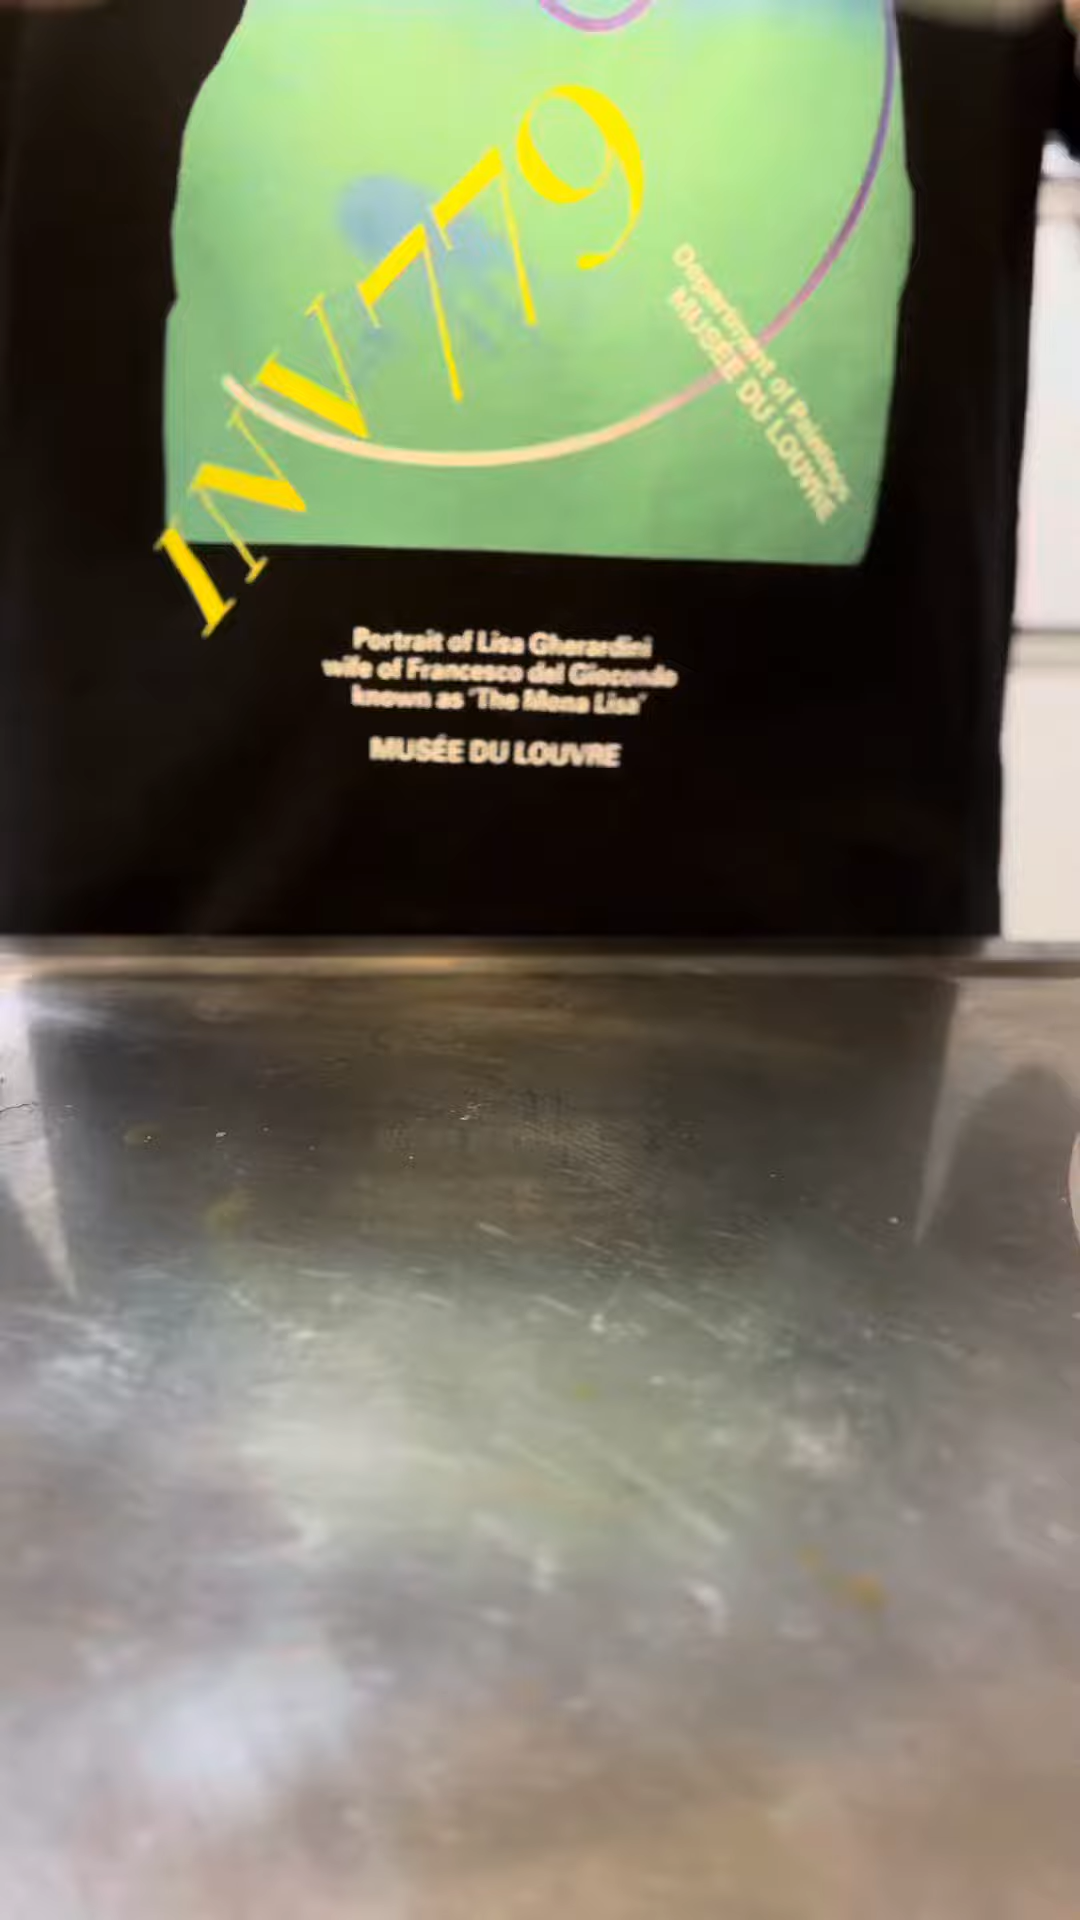 INV779
Department of Paintings
MUSÉE DU LOUVRE
Portrait of Lisa Gherardini
wife of Francesco del Giocondo
known as 'The Mona Lisa'
MUSÉE DU LOUVRE